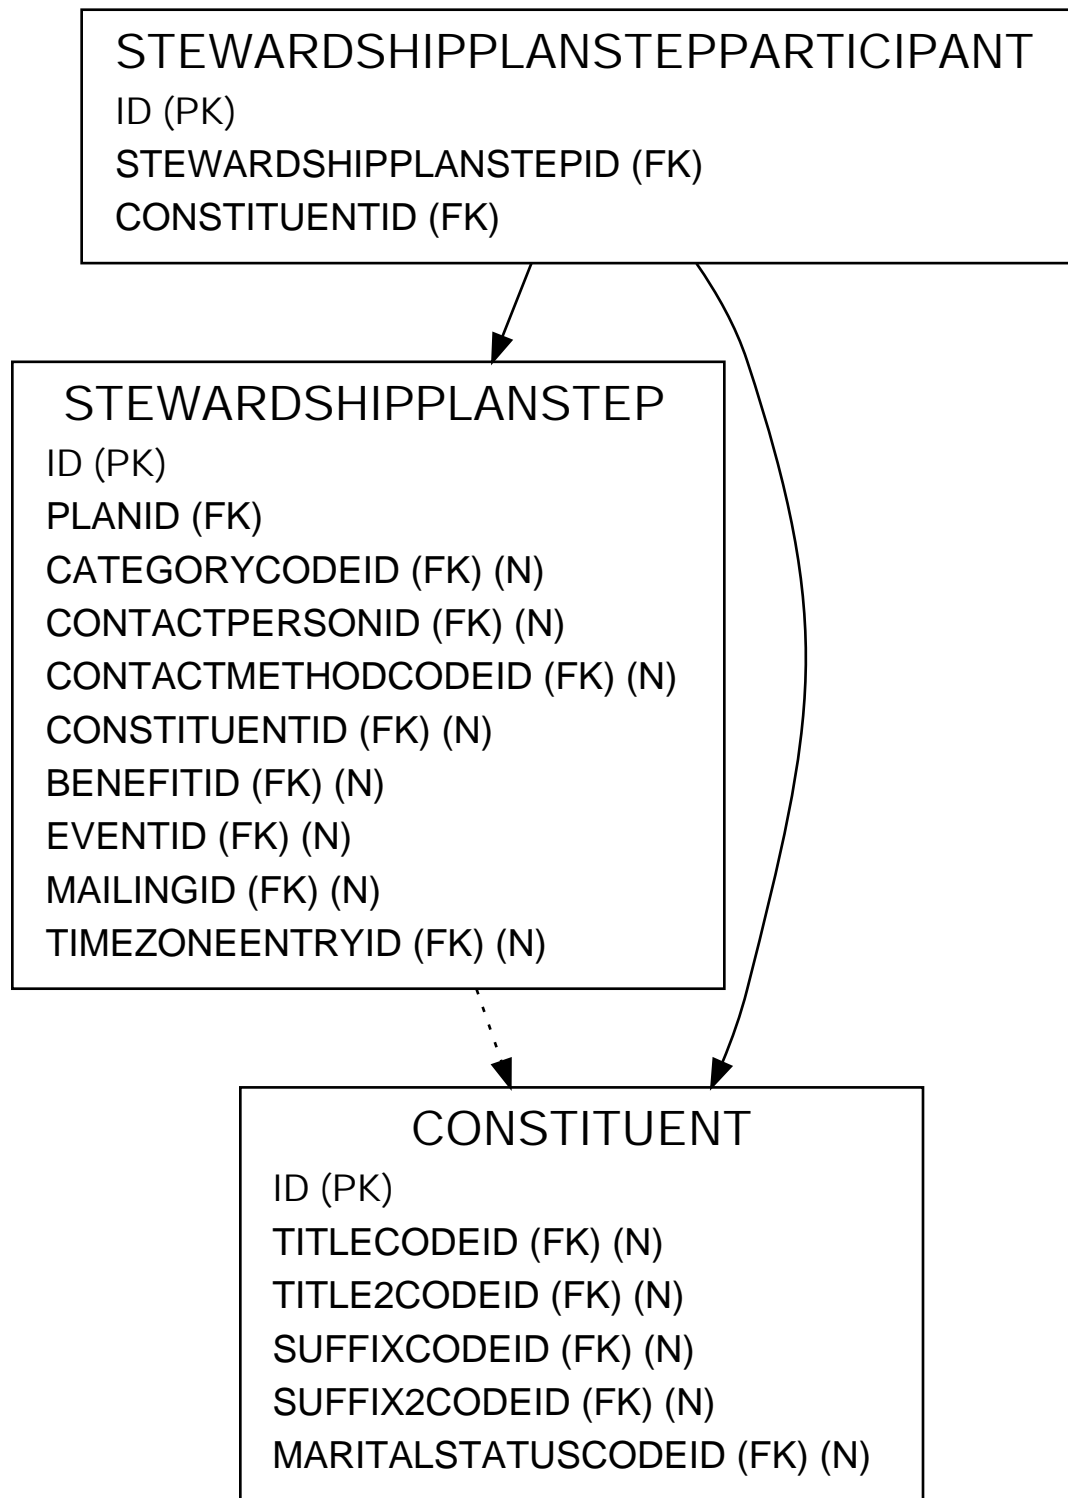 STEWARDSHIPPLANSTEPPARTICIPANT
ID (PK)
STEWARDSHIPPLANSTEPID (FK)
CONSTITUENTID (FK)
STEWARDSHIPPLANSTEP
ID (PK)
PLANID (FK)
CATEGORYCODEID (FK) (N)
CONTACTPERSONID (FK) (N)
CONTACTMETHODCODEID (FK) (N)
CONSTITUENTID (FK) (N)
BENEFITID (FK) (N)
EVENTID (FK) (N)
MAILINGID (FK) (N)
TIMEZONEENTRYID (FK) (N)
CONSTITUENT
ID (PK)
TITLECODEID (FK) (N)
TITLE2CODEID (FK) (N)
SUFFIXCODEID (FK) (N)
SUFFIX2CODEID (FK) (N)
MARITALSTATUSCODEID (FK) (N)